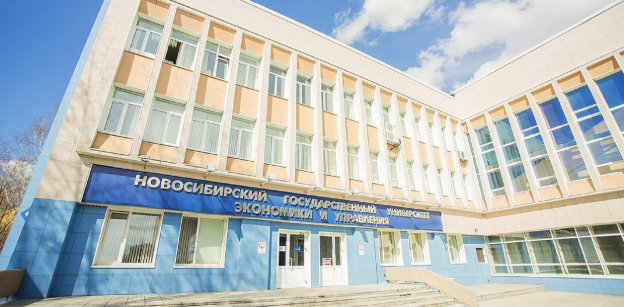 НОВОСИБИРСКИЙ ГОСУДАРСТВЕННЫЙ УНИВЕРСИТЕТ
ЭКОНОМИКИ И УПРАВЛЕНИЯ